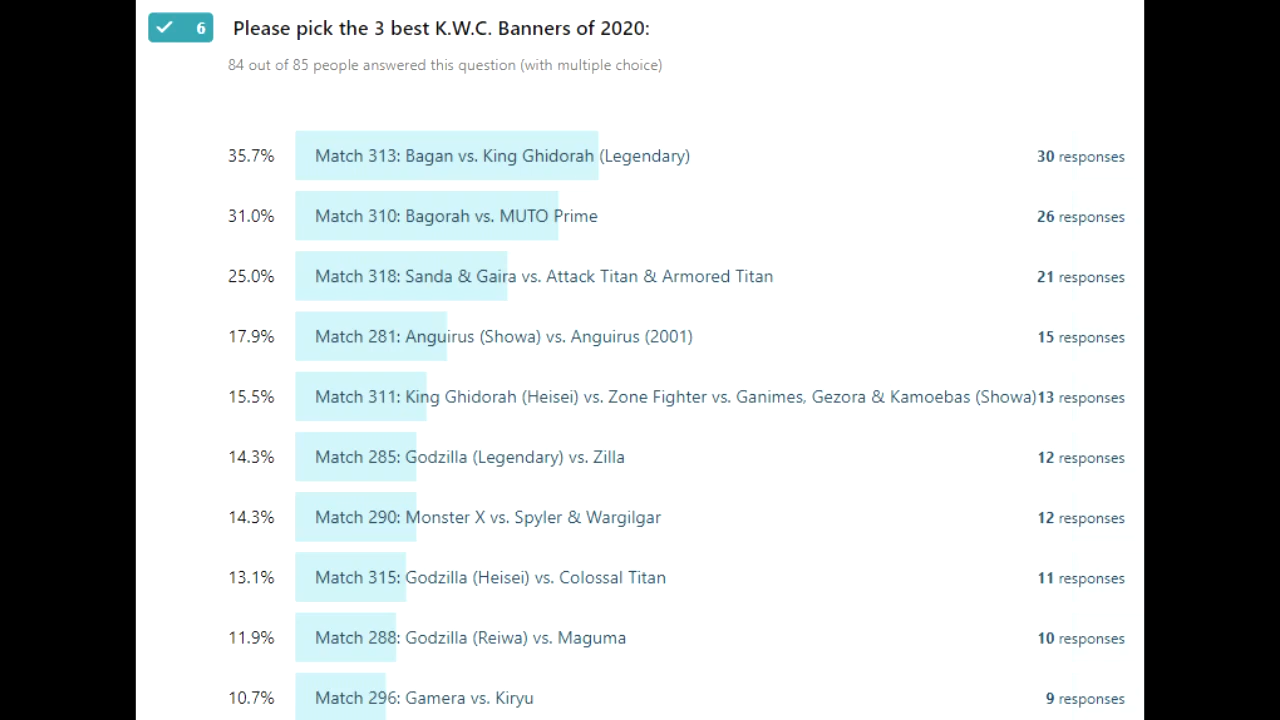 6 Please pick the 3 best K.W.C. Banners of 2020:
84 out of 85 people answered this question (with multiple choice)
35.7% Match 313: Bagan vs. King Ghidorah (Legendary) 30 responses
31.0% Match 310: Bagorah vs. MUTO Prime 26 responses
25.0% Match 318: Sanda & Gaira vs. Attack Titan & Armored Titan 21 responses
17.9% Match 281: Anguirus (Showa) vs. Anguirus (2001) 15 responses
15.5% Match 311: King Ghidorah (Heisei) vs. Zone Fighter vs. Ganimes, Gezora & Kamoebas (Showa) 13 responses
14.3% Match 285: Godzilla (Legendary) vs. Zilla 12 responses
14.3% Match 290: Monster X vs. Spyler & Wargilgar 12 responses
13.1% Match 315: Godzilla (Heisei) vs. Colossal Titan 11 responses
11.9% Match 288: Godzilla (Reiwa) vs. Maguma 10 responses
10.7% Match 296: Gamera vs. Kiryu 9 responses